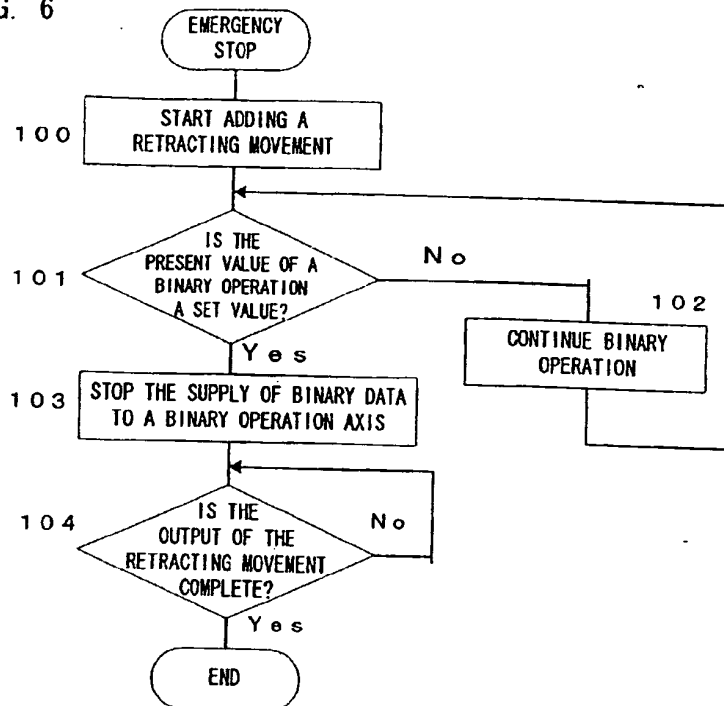 G. 6
EMERGENCY
STOP
100
START ADDING A
RETRACTING MOVEMENT
101
IS THE
PRESENT VALUE OF A
BINARY OPERATION
A SET VALUE?
No
102
CONTINUE BINARY
OPERATION
Yes
103
STOP THE SUPPLY OF BINARY DATA
TO A BINARY OPERATION AXIS
104
IS THE
OUTPUT OF THE
RETRACTING MOVEMENT
COMPLETE?
No
Yes
END